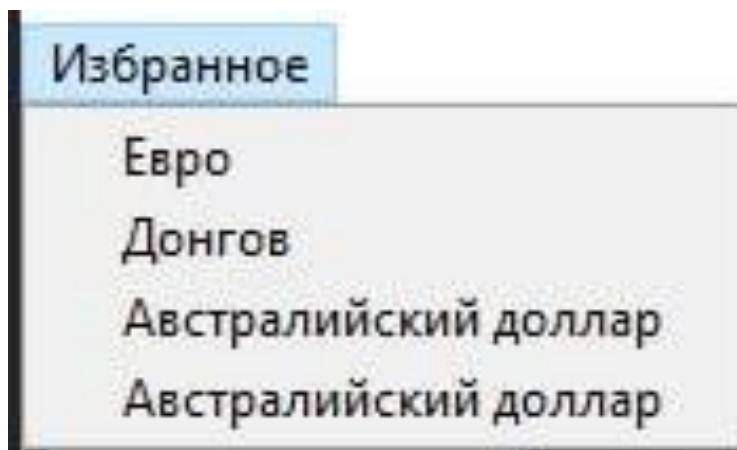 Избранное
Евро
Донгов
Австралийский доллар
Австралийский доллар